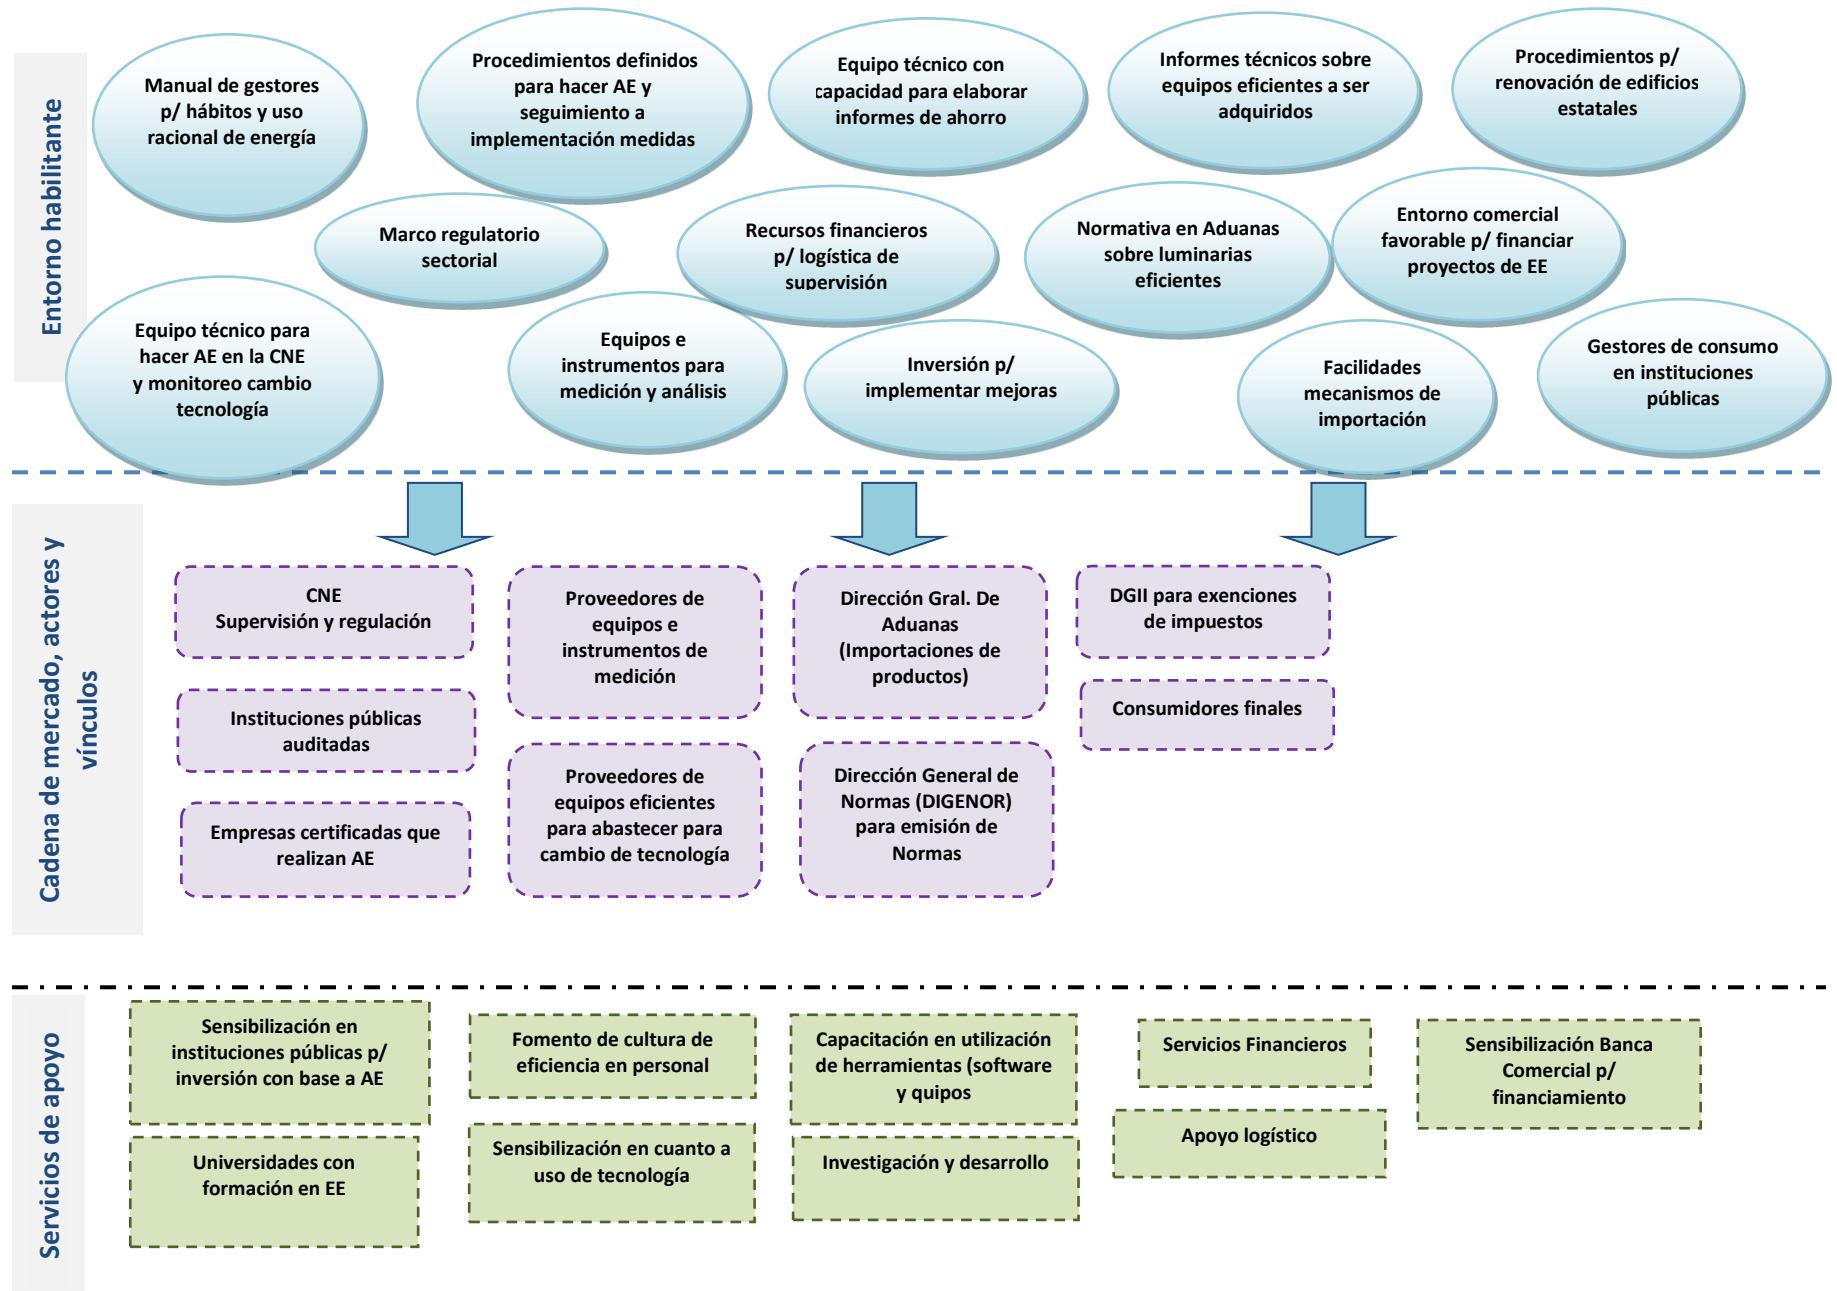 Entorno habilitante
Manual de gestores
p/ hábitos y uso
racional de energía
Procedimientos definidos
para hacer AE y
seguimiento a
implementación medidas
Equipo técnico con
capacidad para elaborar
informes de ahorro
Informes técnicos sobre
equipos eficientes a ser
adquiridos
Procedimientos p/
renovación de edificios
estatales
Marco regulatorio
sectorial
Recursos financieros
p/ logística de
supervisión
Normativa en Aduanas
sobre luminarias
eficientes
Entorno comercial
favorable p/ financiar
proyectos de EE
Equipo técnico para
hacer AE en la CNE
y monitoreo cambio
tecnología
Equipos e
instrumentos para
medición y análisis
Inversión p/
implementar mejoras
Facilidades
mecanismos de
importación
Gestores de consumo
en instituciones
públicas
Cadena de mercado, actores y
vínculos
CNE
Supervisión y regulación
Instituciones públicas
auditadas
Empresas certificadas que
realizan AE
Proveedores de
equipos e
instrumentos de
medición
Proveedores de
equipos eficientes
para abastecer para
cambio de tecnología
Dirección Gral. De
Aduanas
(Importaciones de
productos)
Dirección General de
Normas (DIGENOR)
para emisión de
Normas
DGII para exenciones
de impuestos
Consumidores finales
Servicios de apoyo
Sensibilización en
instituciones públicas p/
inversión con base a AE
Universidades con
formación en EE
Fomento de cultura de
eficiencia en personal
Sensibilización en cuanto a
uso de tecnología
Capacitación en utilización
de herramientas (software
y quipos
Investigación y desarrollo
Servicios Financieros
Apoyo logístico
Sensibilización Banca
Comercial p/
financiamiento